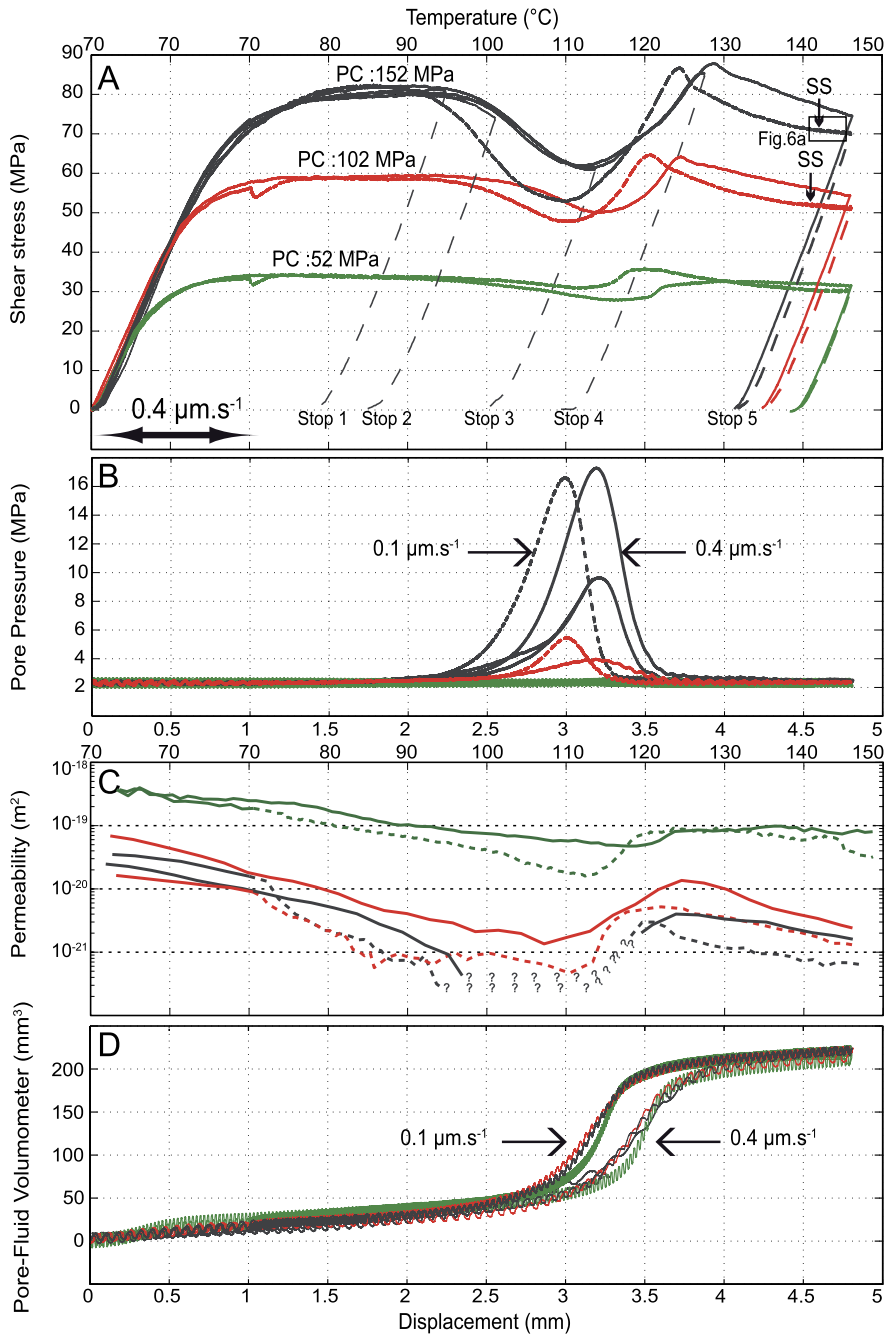 Temperature (°C)
70 70 70 80 90 100 110 120 130 140 150
A
Shear stress (MPa)
90
80
70
60
50
40
30
20
10
0
PC :152 MPa
PC :102 MPa
PC :52 MPa
SS
Fig.6a
SS
0.4 µm.s-1
Stop 1 Stop 2 Stop 3 Stop 4 Stop 5
B
Pore Pressure (MPa)
16
14
12
10
8
6
4
2
0.1 µm.s-1
0.4 µm.s-1
0 0.5 1 1.5 2 2.5 3 3.5 4 4.5 5
70 70 70 80 90 100 110 120 130 140 150
C
Permeability (m2)
10-18
10-19
10-20
10-21
? ? ? ? ? ? ? ? ? ? ? ? ? ? ? ? ? ? ? ?
D
Pore-Fluid Volumometer (mm3)
200
150
100
50
0
0.1 µm.s-1
0.4 µm.s-1
0 0.5 1 1.5 2 2.5 3 3.5 4 4.5 5
Displacement (mm)